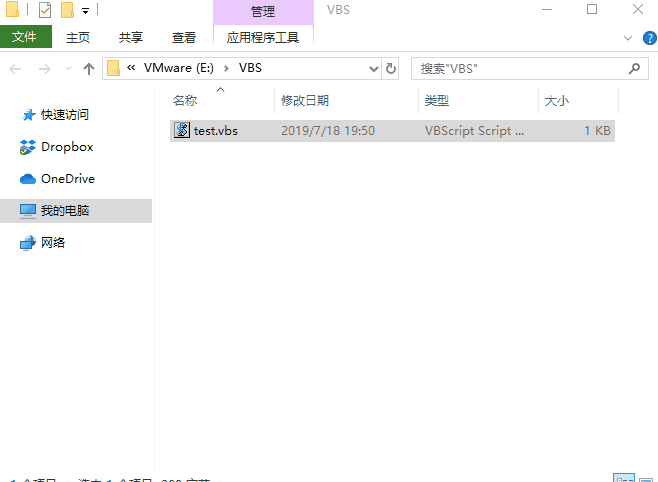 管理
VBS
文件
主页
共享
查看
应用程序工具
« VMware (E:) › VBS
搜索"VBS"
名称
修改日期
类型
大小
快速访问
Dropbox
OneDrive
我的电脑
网络
test.vbs
2019/7/18 19:50
VBScript Script ...
1 KB